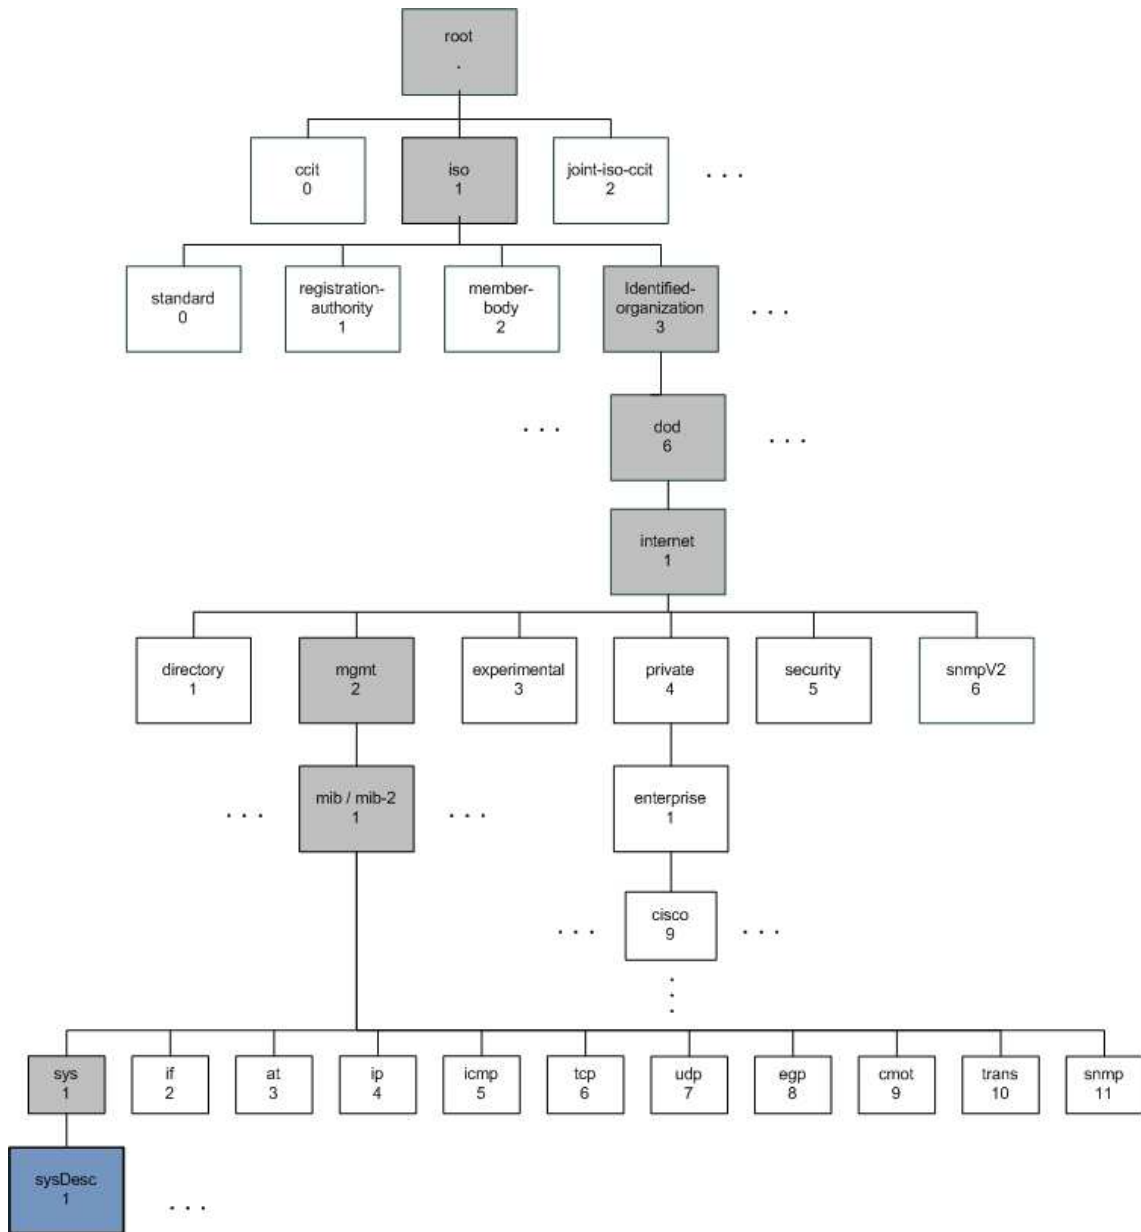 root
.
ccit
0
iso
1
joint-iso-ccit
2
. . .
standard
0
registration-
authority
1
member-
body
2
Identified-
organization
3
. . .
. . .
dod
6
. . .
internet
1
directory
1
mgmt
2
experimental
3
private
4
security
5
snmpV2
6
. . .
mib / mib-2
1
. . .
enterprise
1
. . .
cisco
9
. . .
.
.
.
sys
1
if
2
at
3
ip
4
icmp
5
tcp
6
udp
7
egp
8
cmot
9
trans
10
snmp
11
sysDesc
1
. . .